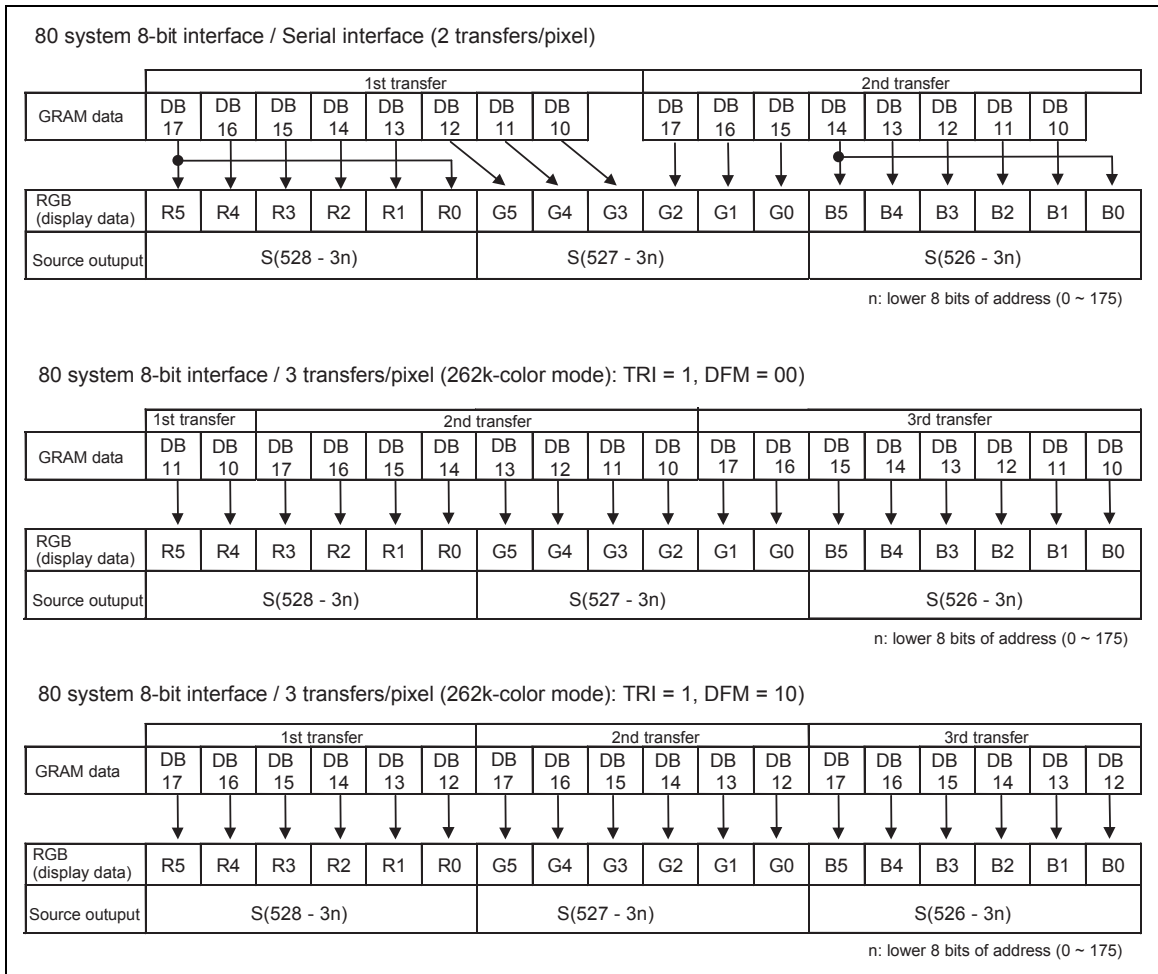 80 system 8-bit interface / Serial interface (2 transfers/pixel)
1st transfer 2nd transfer
GRAM data DB 17 DB 16 DB 15 DB 14 DB 13 DB 12 DB 11 DB 10 DB 17 DB 16 DB 15 DB 14 DB 13 DB 12 DB 11 DB 10
RGB (display data) R5 R4 R3 R2 R1 R0 G5 G4 G3 G2 G1 G0 B5 B4 B3 B2 B1 B0
Source outuput S(528 - 3n) S(527 - 3n) S(526 - 3n)
n: lower 8 bits of address (0 ~ 175)
80 system 8-bit interface / 3 transfers/pixel (262k-color mode): TRI = 1, DFM = 00)
1st transfer 2nd transfer 3rd transfer
GRAM data DB 11 DB 10 DB 17 DB 16 DB 15 DB 14 DB 13 DB 12 DB 11 DB 10 DB 17 DB 16 DB 15 DB 14 DB 13 DB 12 DB 11 DB 10
RGB (display data) R5 R4 R3 R2 R1 R0 G5 G4 G3 G2 G1 G0 B5 B4 B3 B2 B1 B0
Source outuput S(528 - 3n) S(527 - 3n) S(526 - 3n)
n: lower 8 bits of address (0 ~ 175)
80 system 8-bit interface / 3 transfers/pixel (262k-color mode): TRI = 1, DFM = 10)
1st transfer 2nd transfer 3rd transfer
GRAM data DB 17 DB 16 DB 15 DB 14 DB 13 DB 12 DB 17 DB 16 DB 15 DB 14 DB 13 DB 12 DB 17 DB 16 DB 15 DB 14 DB 13 DB 12
RGB (display data) R5 R4 R3 R2 R1 R0 G5 G4 G3 G2 G1 G0 B5 B4 B3 B2 B1 B0
Source outuput S(528 - 3n) S(527 - 3n) S(526 - 3n)
n: lower 8 bits of address (0 ~ 175)